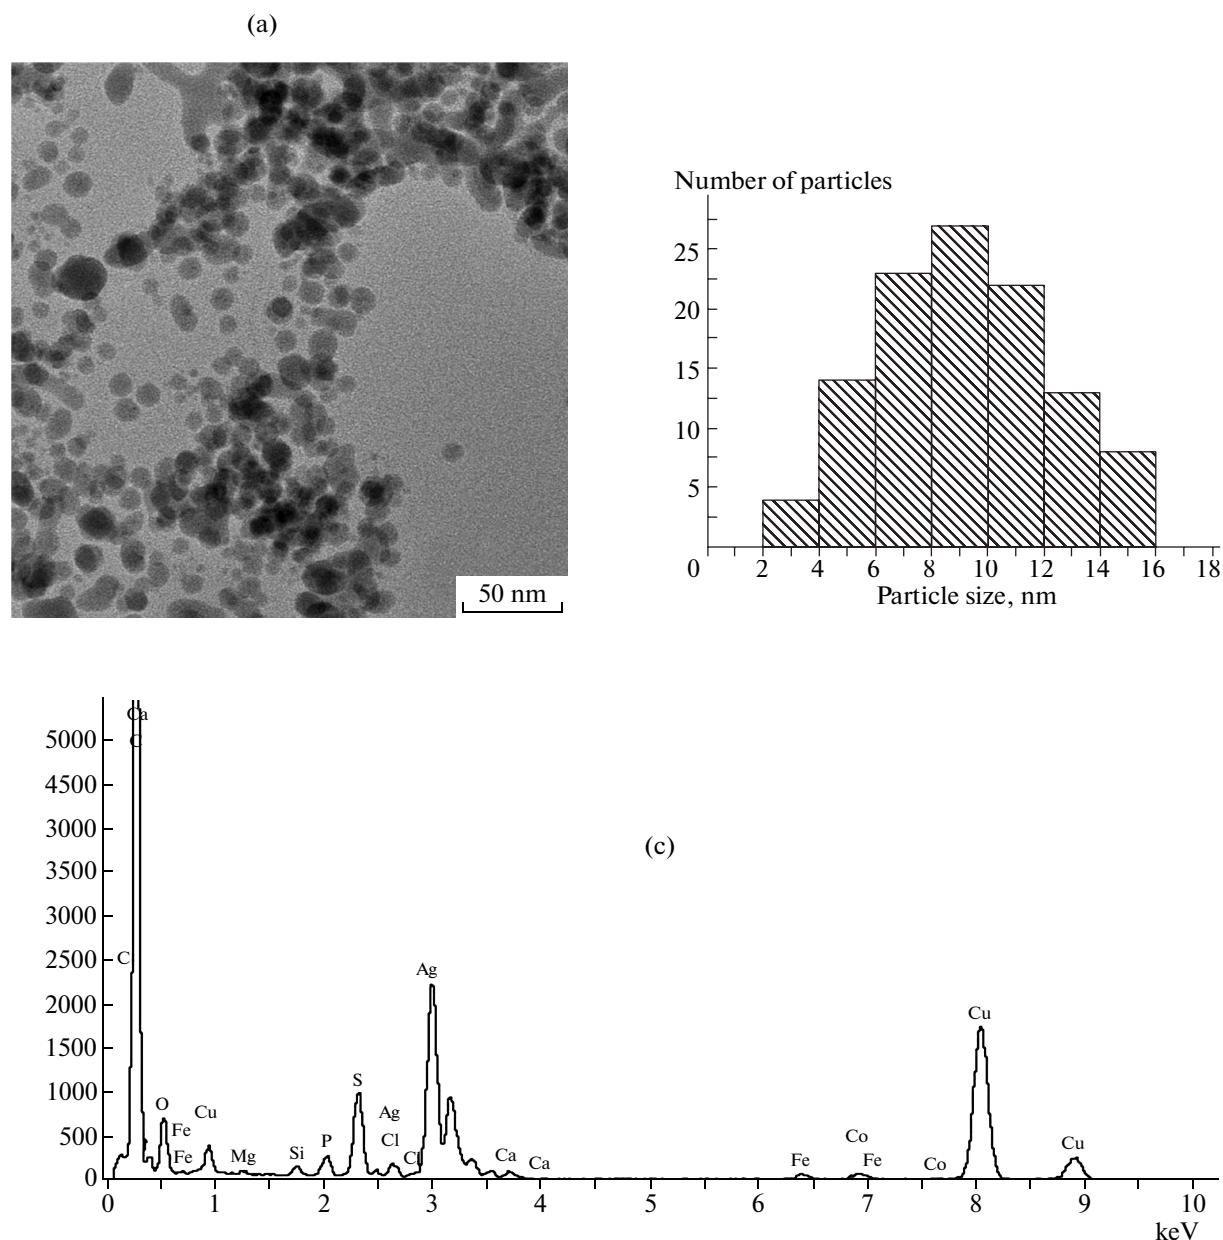 (a)
50 nm
Number of particles
25
20
15
10
5
0 2 4 6 8 10 12 14 16 18
Particle size, nm
(c)
5000
4500
4000
3500
3000
2500
2000
1500
1000
500
0
Ca
C
C
O
Fe
Fe
Cu
Mg
Si
P
S
Ag
Cl
Cl
Ag
Ca
Ca
Fe
Co
Fe
Co
Cu
Cu
0 1 2 3 4 5 6 7 8 9 10
keV